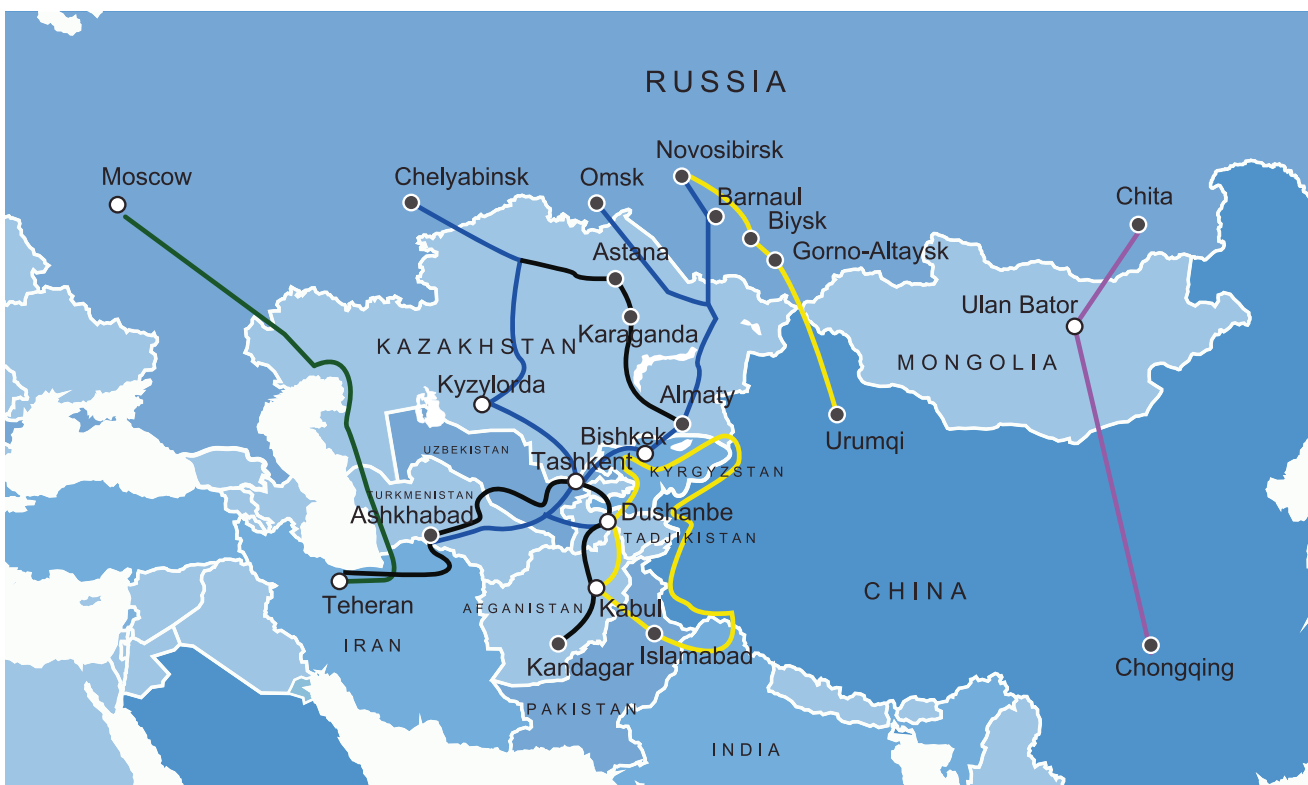 RUSSIA
Novosibirsk
Moscow
Chelyabinsk
Omsk
Barnaul
Chita
Biysk
Astana
Gorno-Altaysk
Ulan Bator
Karaganda
KAZAKHSTAN
MONGOLIA
Kyzylorda
Almaty
Bishkek
Urumqi
UZBEKISTAN
Tashkent
KYRGYZSTAN
TURKMENISTAN
Ashkhabad
Dushanbe
TADJIKISTAN
CHINA
Teheran
AFGANISTAN
Kabul
IRAN
Islamabad
Kandagar
Chongqing
PAKISTAN
INDIA